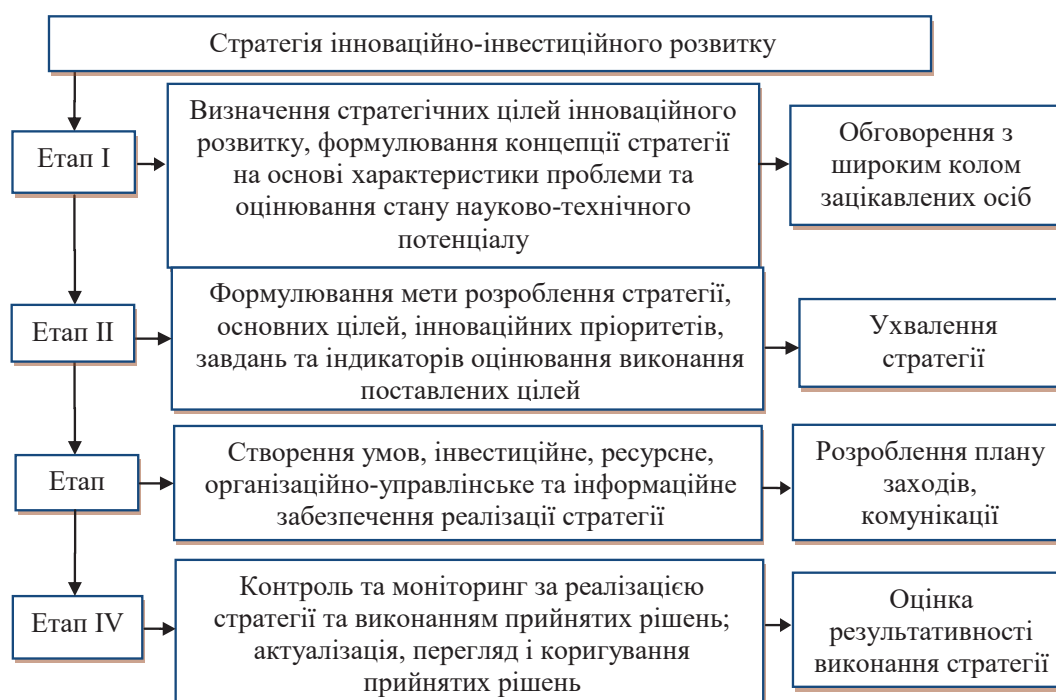 Стратегія інноваційно-інвестиційного розвитку
Етап I
Визначення стратегічних цілей інноваційного
розвитку, формулювання концепції стратегії
на основі характеристики проблеми та
оцінювання стану науково-технічного
потенціалу
Обговорення з
широким колом
зацікавлених осіб
Етап II
Формулювання мети розроблення стратегії,
основних цілей, інноваційних пріоритетів,
завдань та індикаторів оцінювання виконання
поставлених цілей
Ухвалення
стратегії
Етап
Створення умов, інвестиційне, ресурсне,
організаційно-управлінське та інформаційне
забезпечення реалізації стратегії
Розроблення плану
заходів,
комунікації
Етап IV
Контроль та моніторинг за реалізацією
стратегії та виконанням прийнятих рішень;
актуалізація, перегляд і коригування
прийнятих рішень
Оцінка
результативності
виконання стратегії